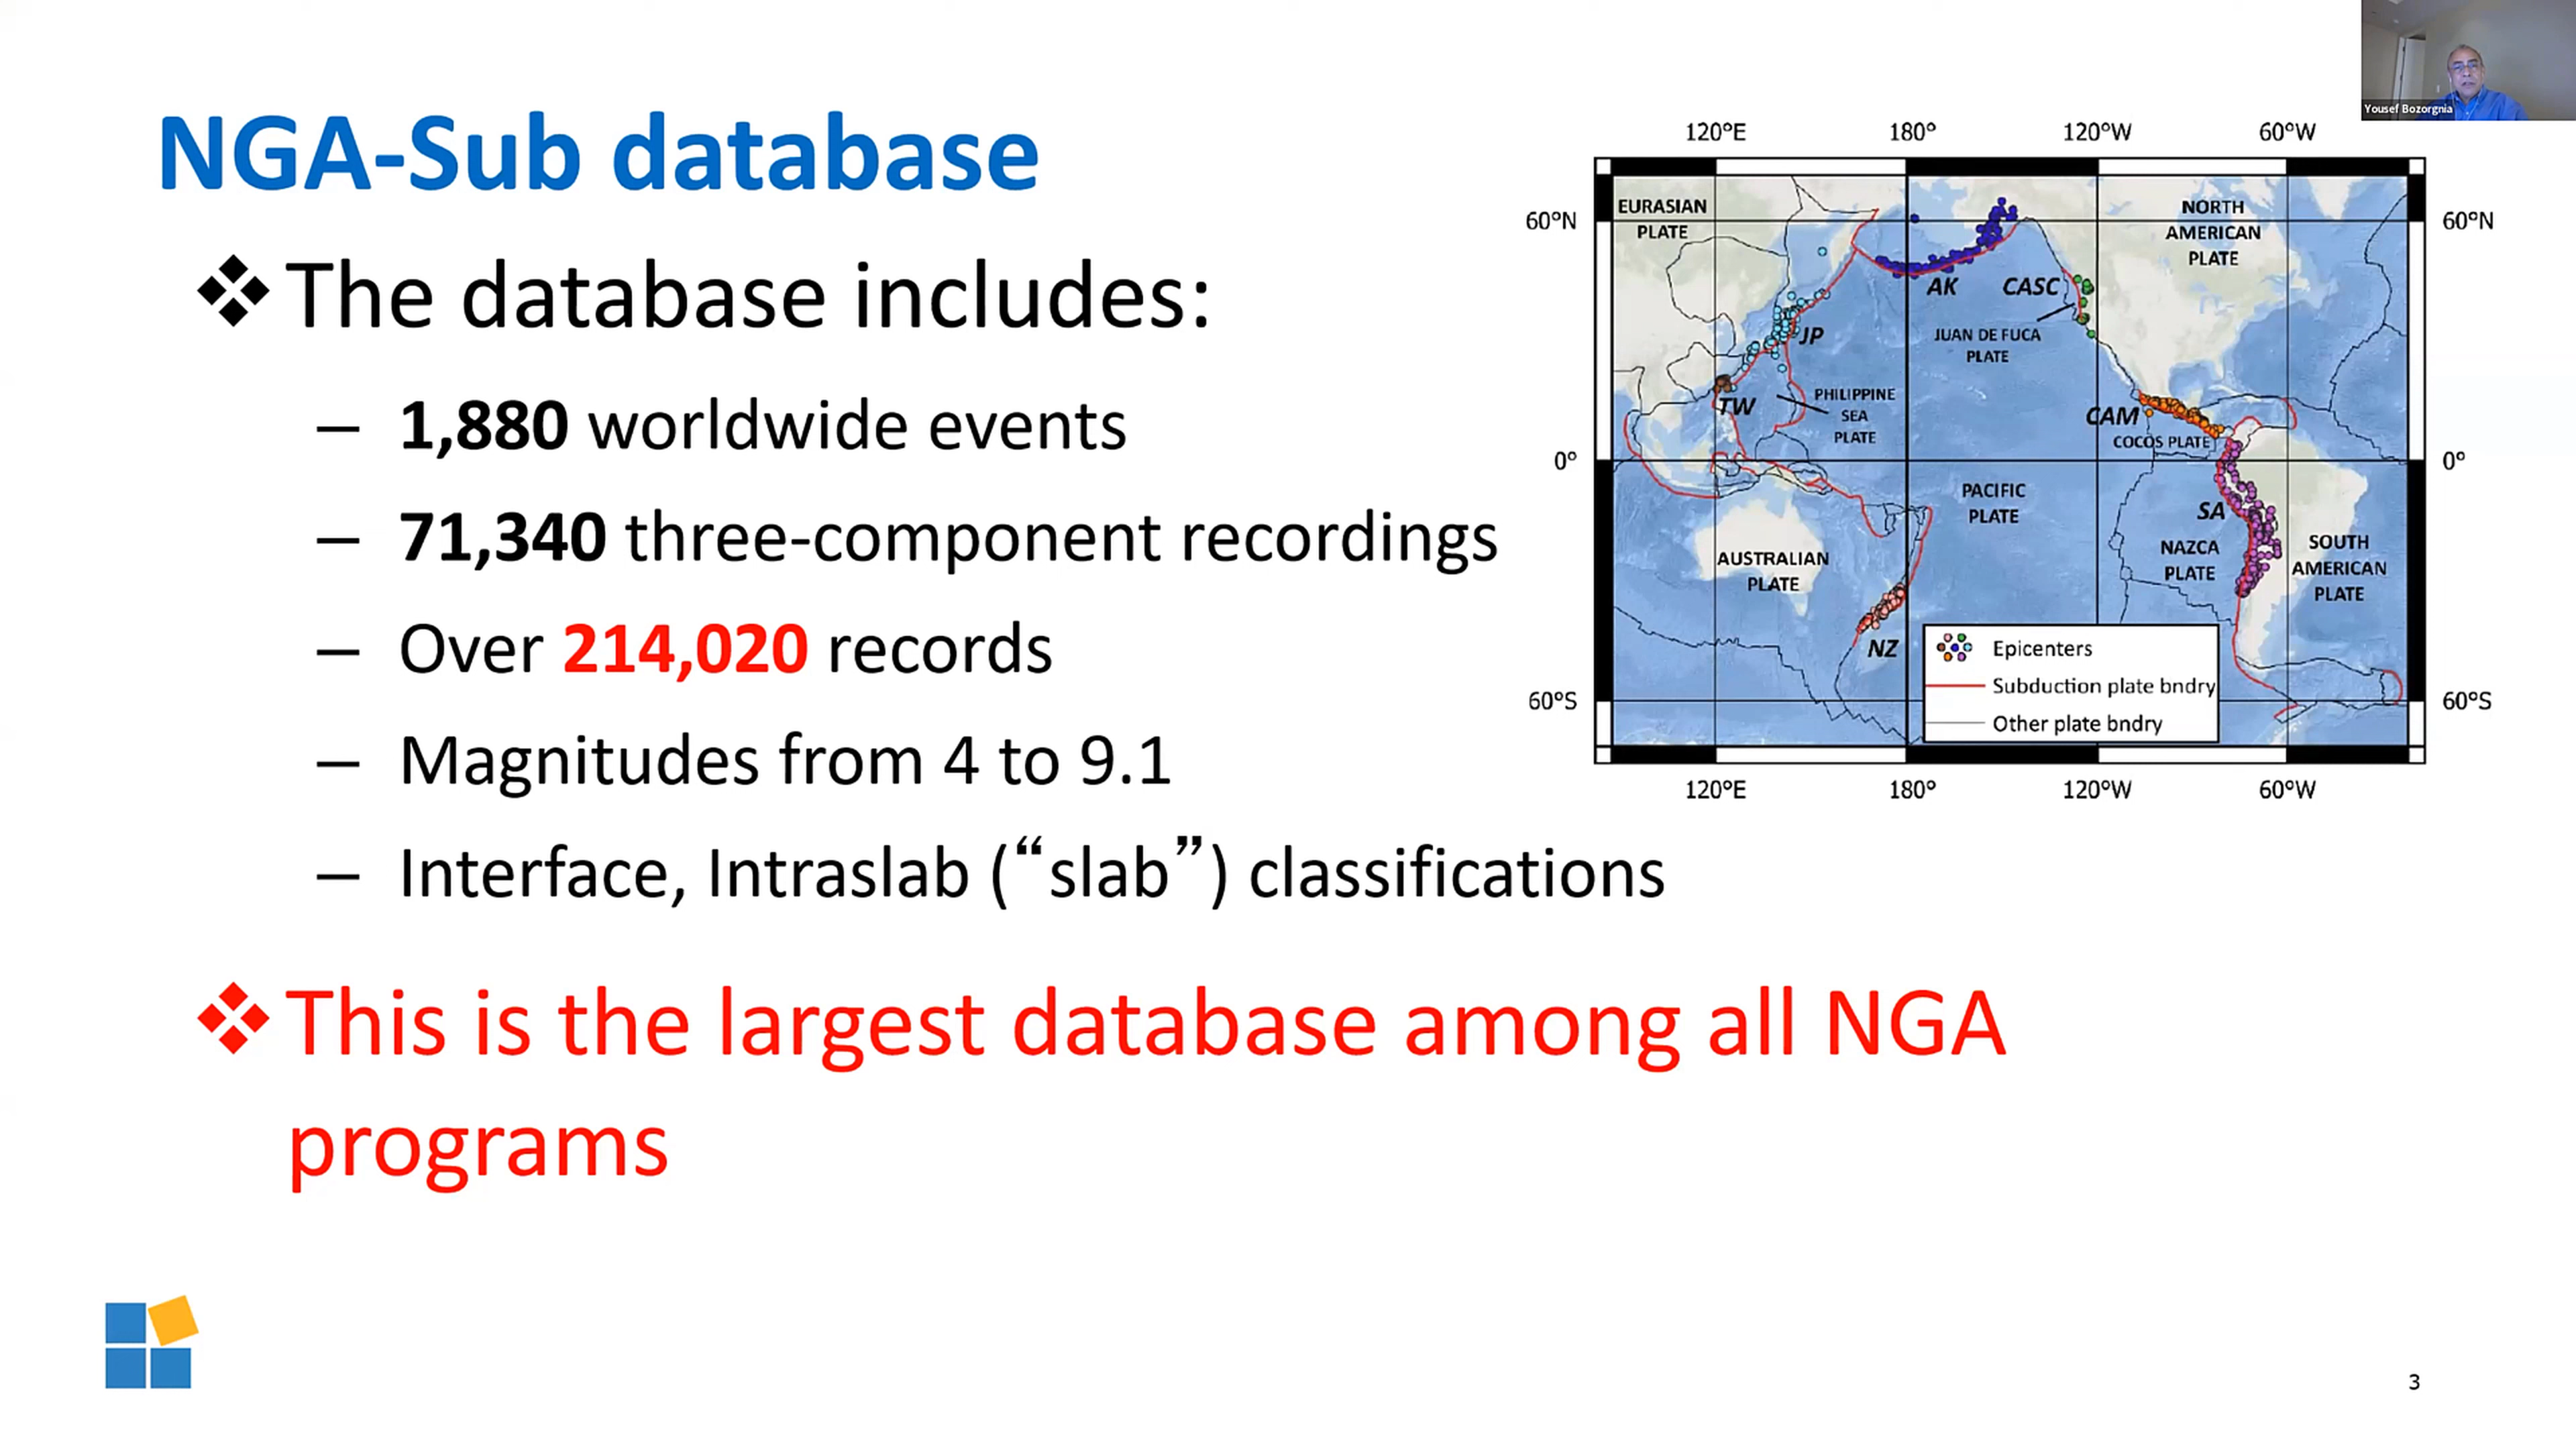 Yousef Bozorgnia
NGA-Sub database
❖ The database includes:
– 1,880 worldwide events
– 71,340 three-component recordings
– Over 214,020 records
– Magnitudes from 4 to 9.1
– Interface, Intraslab (“slab”) classifications
❖ This is the largest database among all NGA
programs
120°E 180° 120°W 60°W
60°N 60°N
0° 0°
60°S 60°S
120°E 180° 120°W 60°W
EURASIAN
PLATE
NORTH
AMERICAN
PLATE
AK
CASC
JP
JUAN DE FUCA
PLATE
TW
PHILIPPINE
SEA
PLATE
CAM
COCOS PLATE
PACIFIC
PLATE
SA
AUSTRALIAN
PLATE
NAZCA
PLATE
SOUTH
AMERICAN
PLATE
NZ
Epicenters
Subduction plate bndry
Other plate bndry
3